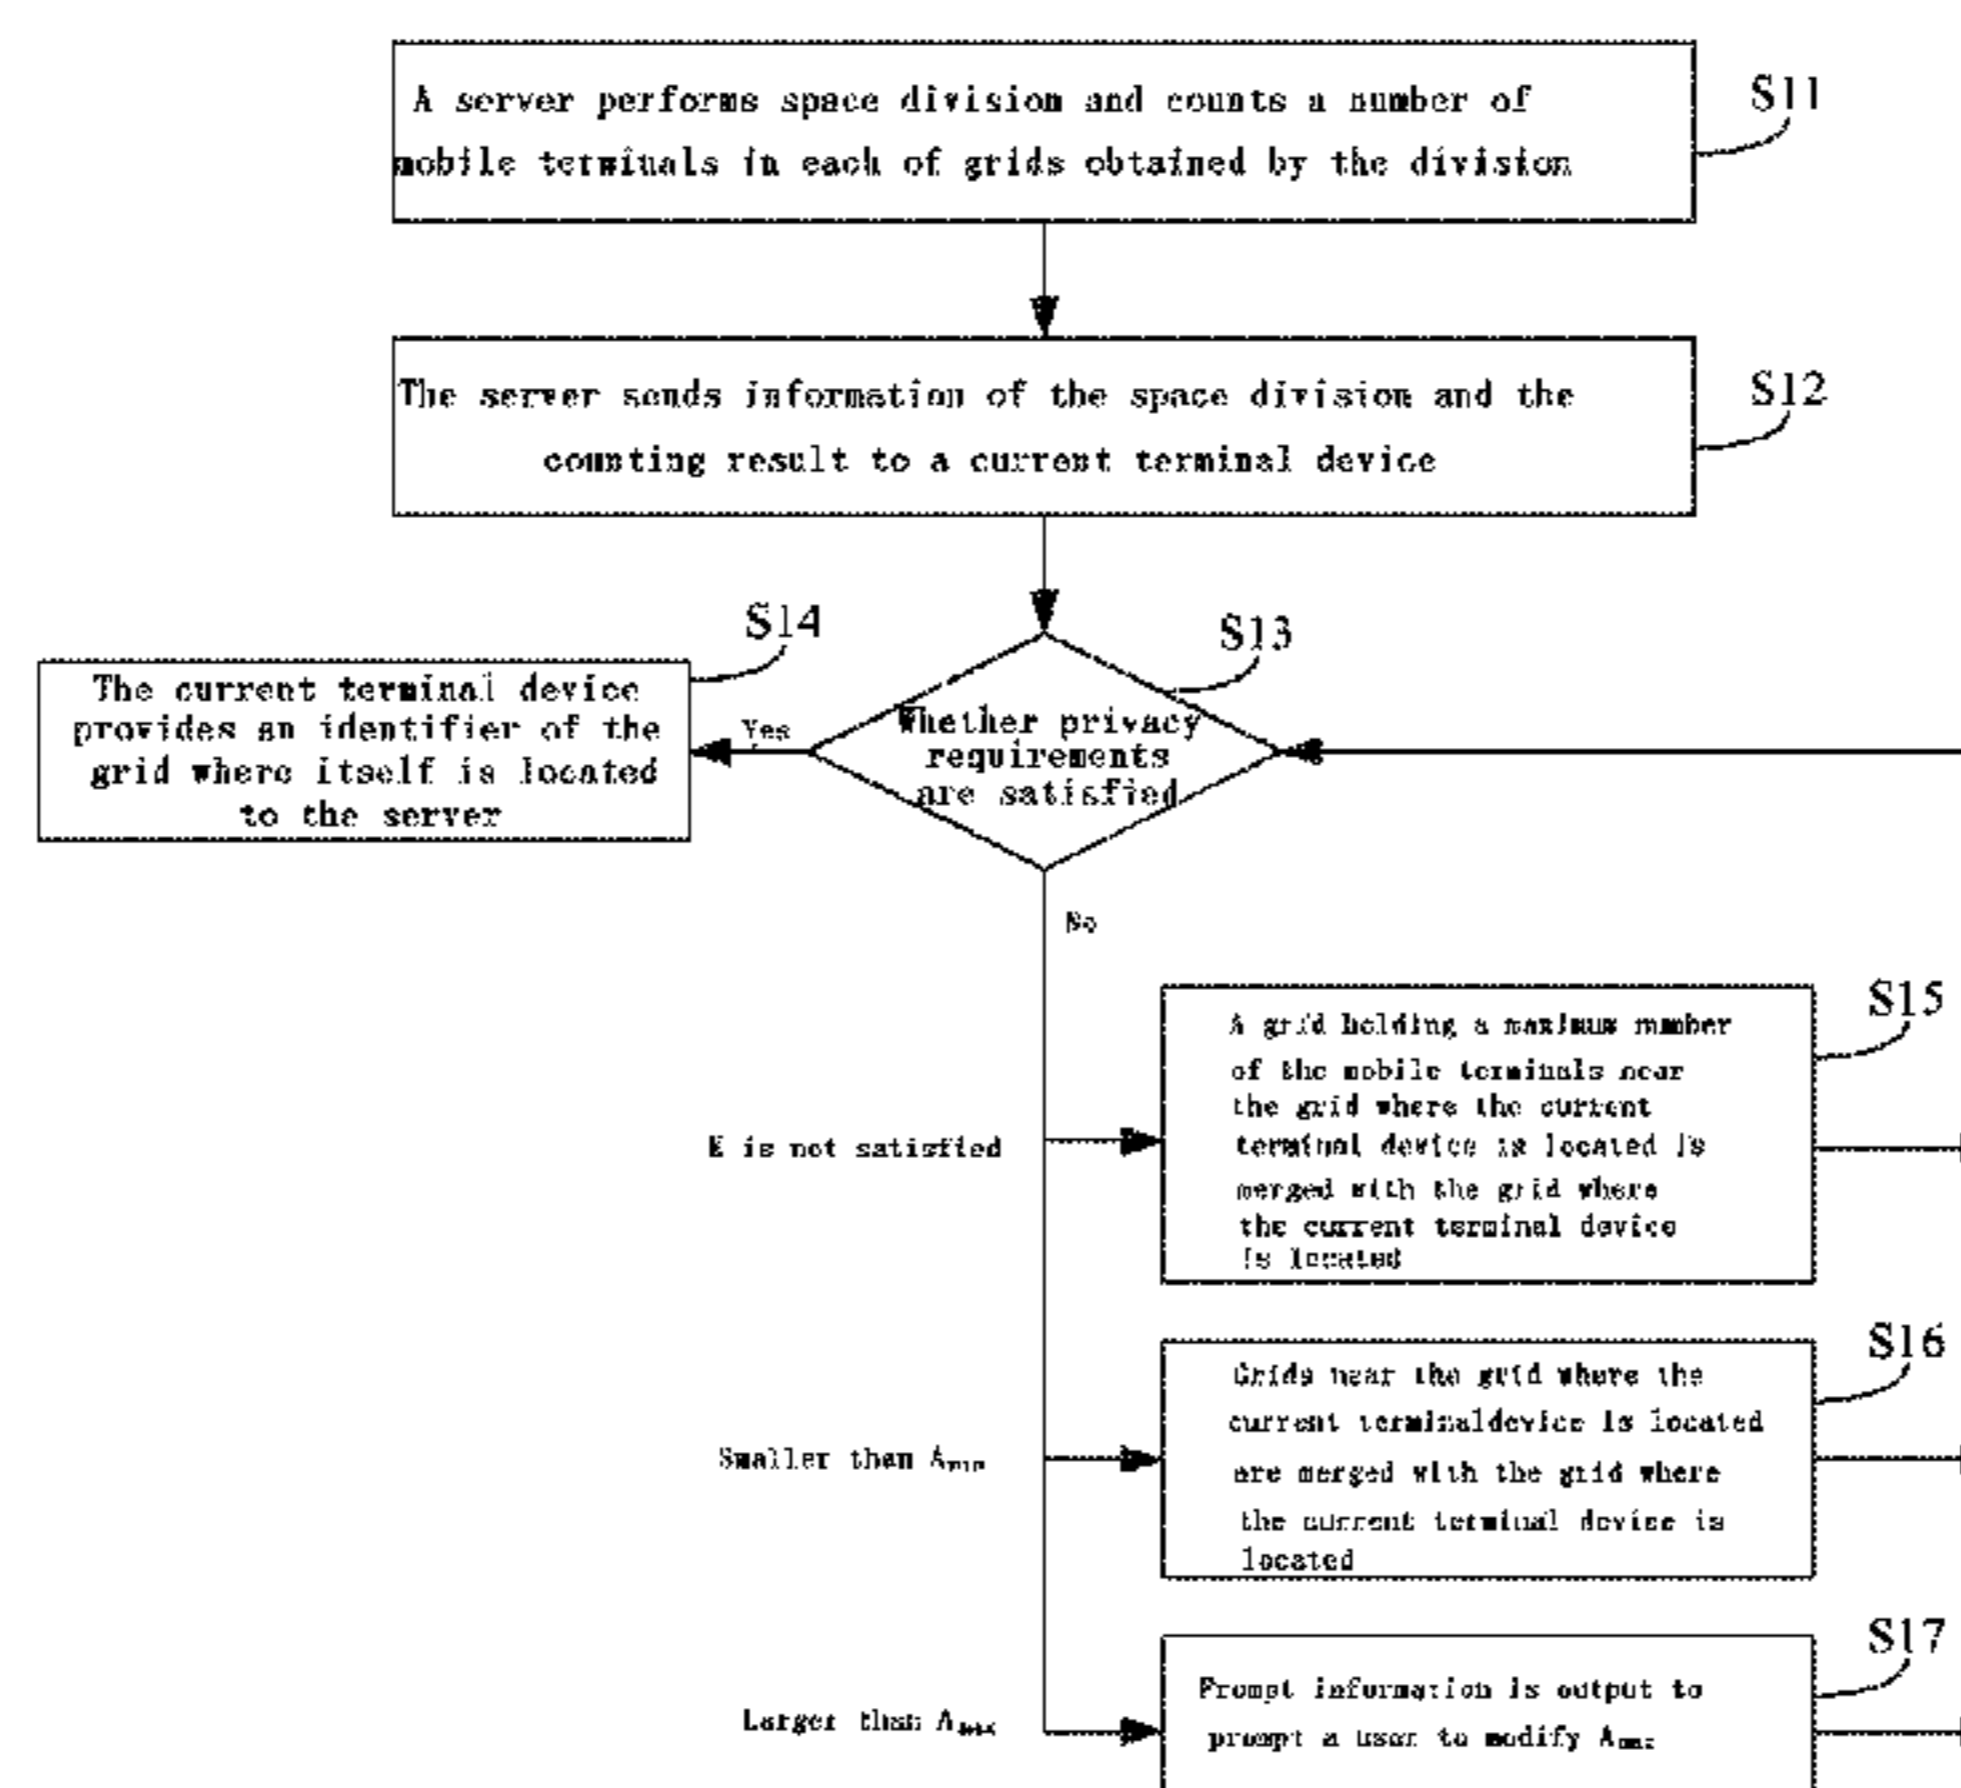 A server performs space division and counts a number of
mobile terminals in each of grids obtained by the division
S11
The server sends information of the space division and the
counting result to a current terminal device
S12
S14
The current terminal device
provides an identifier of the
grid where itself is located
to the server
Yes
S13
Whether privacy
requirements
are satisfied
No
K is not satisfied
A grid holding a maximum number
of the mobile terminals near
the grid where the current
terminal device is located is
merged with the grid where
the current terminal device
is located
S15
Smaller than Amin
Grids near the grid where the
current terminaldevice is located
are merged with the grid where
the current terminal device is
located
S16
Larger than Amax
Prompt information is output to
prompt a user to modify Amax
S17